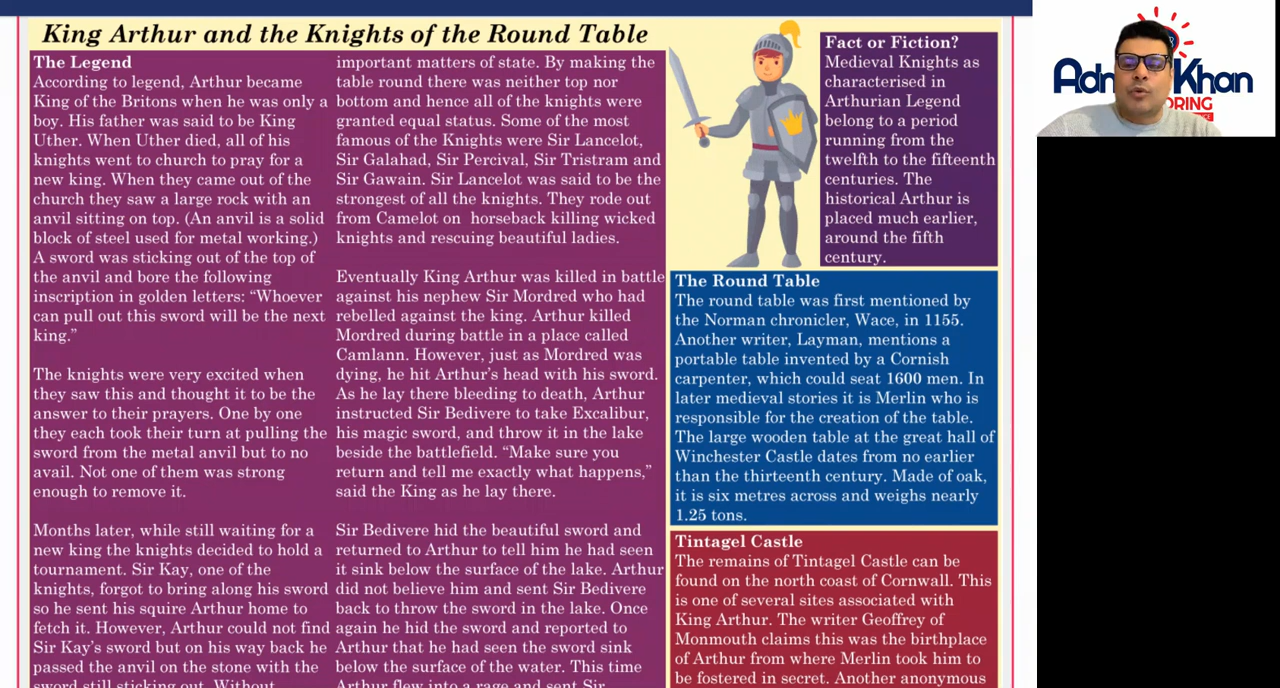 King Arthur and the Knights of the Round Table
The Legend
According to legend, Arthur became
King of the Britons when he was only a
boy. His father was said to be King
Uther. When Uther died, all of his
knights went to church to pray for a
new king. When they came out of the
church they saw a large rock with an
anvil sitting on top. (An anvil is a solid
block of steel used for metal working.)
A sword was sticking out of the top of
the anvil and bore the following
inscription in golden letters: “Whoever
can pull out this sword will be the next
king.”
The knights were very excited when
they saw this and thought it to be the
answer to their prayers. One by one
they each took their turn at pulling the
sword from the metal anvil but to no
avail. Not one of them was strong
enough to remove it.
Months later, while still waiting for a
new king the knights decided to hold a
tournament. Sir Kay, one of the
knights, forgot to bring along his sword
so he sent his squire Arthur home to
fetch it. However, Arthur could not find
Sir Kay’s sword but on his way back he
passed the anvil on the stone with the
sword still sticking out. Without
important matters of state. By making the
table round there was neither top nor
bottom and hence all of the knights were
granted equal status. Some of the most
famous of the Knights were Sir Lancelot,
Sir Galahad, Sir Percival, Sir Tristram and
Sir Gawain. Sir Lancelot was said to be the
strongest of all the knights. They rode out
from Camelot on horseback killing wicked
knights and rescuing beautiful ladies.
Eventually King Arthur was killed in battle
against his nephew Sir Mordred who had
rebelled against the king. Arthur killed
Mordred during battle in a place called
Camlann. However, just as Mordred was
dying, he hit Arthur’s head with his sword.
As he lay there bleeding to death, Arthur
instructed Sir Bedivere to take Excalibur,
his magic sword, and throw it in the lake
beside the battlefield. “Make sure you
return and tell me exactly what happens,”
said the King as he lay there.
Sir Bedivere hid the beautiful sword and
returned to Arthur to tell him he had seen
it sink below the surface of the lake. Arthur
did not believe him and sent Sir Bedivere
back to throw the sword in the lake. Once
again he hid the sword and reported to
Arthur that he had seen the sword sink
below the surface of the water. This time
Arthur flew into a rage and sent Sir
Fact or Fiction?
Medieval Knights as
characterised in
Arthurian Legend
belong to a period
running from the
twelfth to the fifteenth
centuries. The
historical Arthur is
placed much earlier,
around the fifth
century.
The Round Table
The round table was first mentioned by
the Norman chronicler, Wace, in 1155.
Another writer, Layman, mentions a
portable table invented by a Cornish
carpenter, which could seat 1600 men. In
later medieval stories it is Merlin who is
responsible for the creation of the table.
The large wooden table at the great hall of
Winchester Castle dates from no earlier
than the thirteenth century. Made of oak,
it is six metres across and weighs nearly
1.25 tons.
Tintagel Castle
The remains of Tintagel Castle can be
found on the north coast of Cornwall. This
is one of several sites associated with
King Arthur. The writer Geoffrey of
Monmouth claims this was the birthplace
of Arthur from where Merlin took him to
be fostered in secret. Another anonymous
Khan